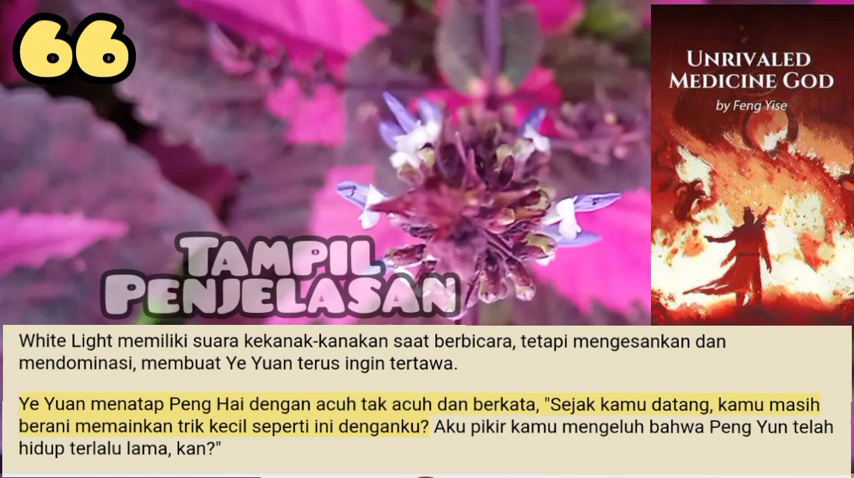 66
UNRIVALED
MEDICINE GOD
by Feng Yise
TAMPIL
PENJELASAN
White Light memiliki suara kekanak-kanakan saat berbicara, tetapi mengesankan dan
mendominasi, membuat Ye Yuan terus ingin tertawa.
Ye Yuan menatap Peng Hai dengan acuh tak acuh dan berkata, "Sejak kamu datang, kamu masih
berani memainkan trik kecil seperti ini denganku? Aku pikir kamu mengeluh bahwa Peng Yun telah
hidup terlalu lama, kan?"